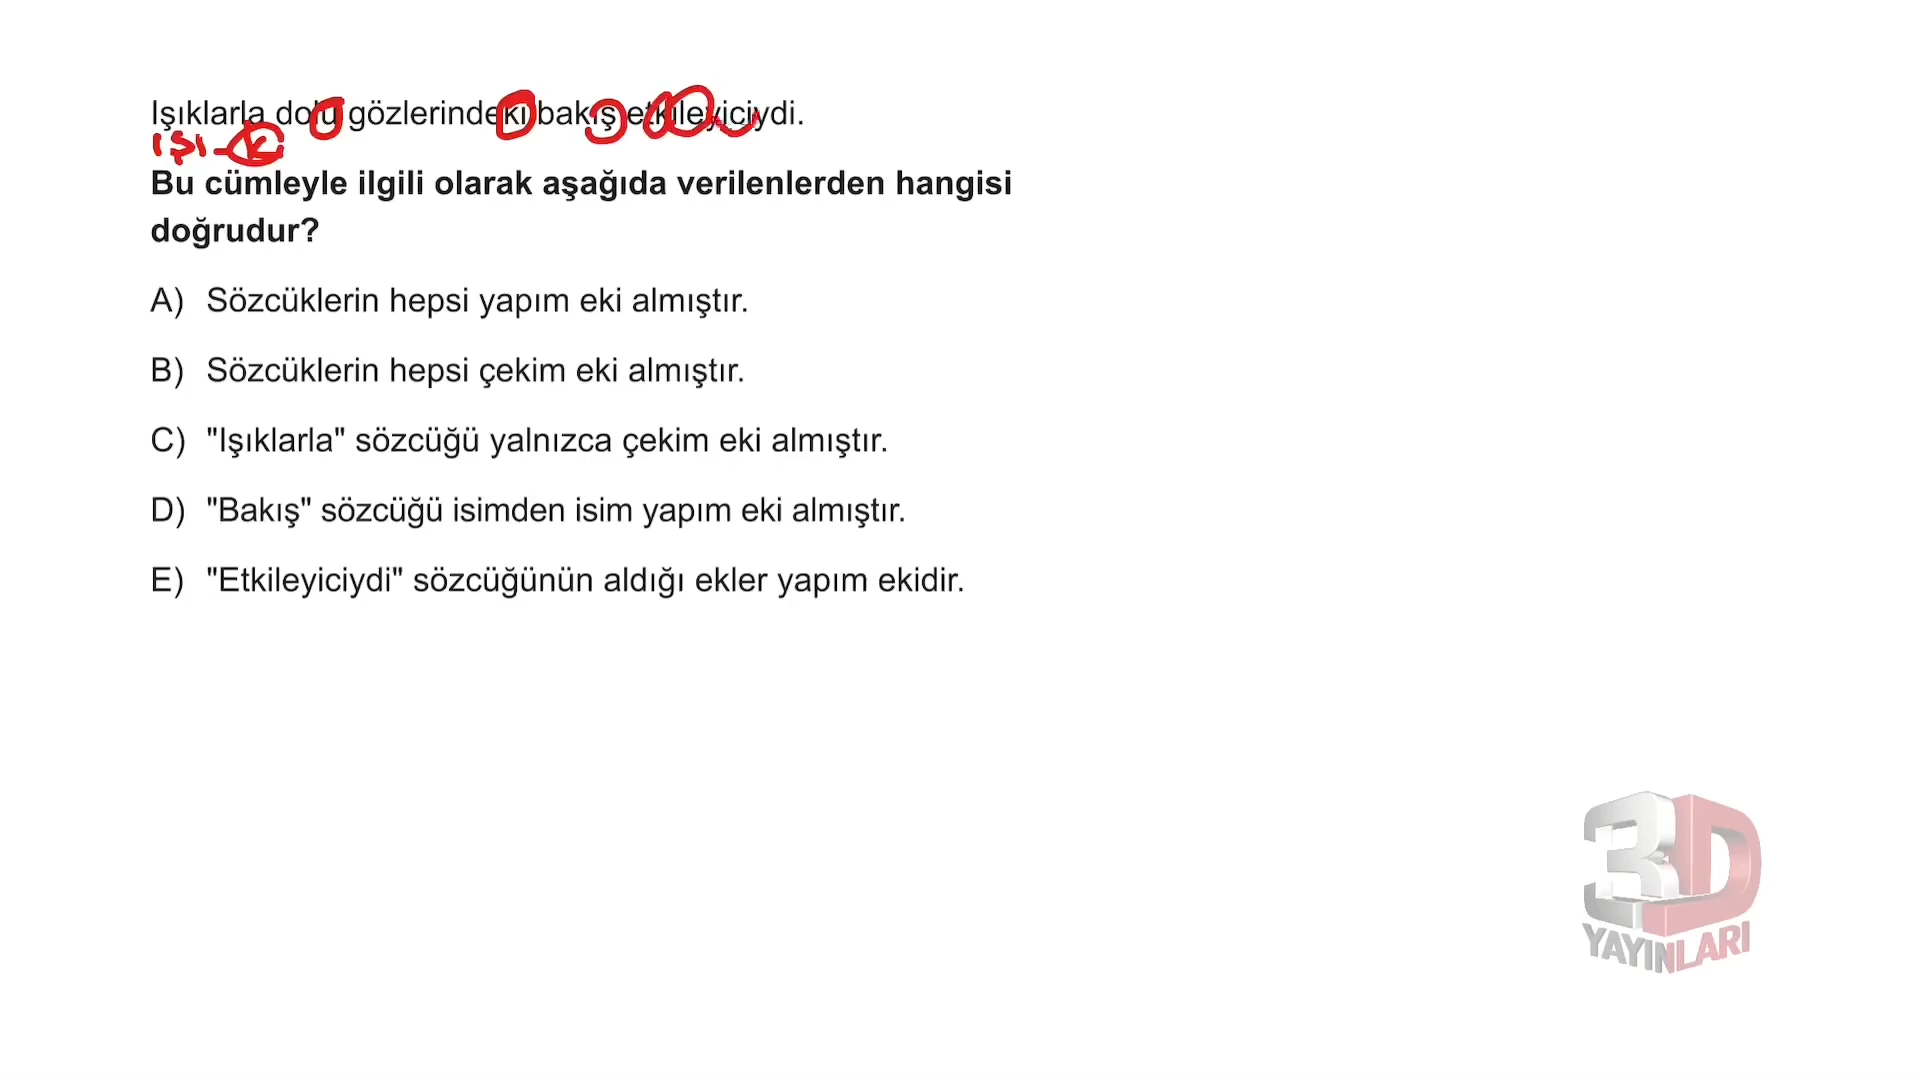 Işıklarla dolu gözlerindeki bakış etkileyiciydi.
ışı-k
Bu cümleyle ilgili olarak aşağıda verilenlerden hangisi
doğrudur?
A) Sözcüklerin hepsi yapım eki almıştır.
B) Sözcüklerin hepsi çekim eki almıştır.
C) "Işıklarla" sözcüğü yalnızca çekim eki almıştır.
D) "Bakış" sözcüğü isimden isim yapım eki almıştır.
E) "Etkileyiciydi" sözcüğünün aldığı ekler yapım ekidir.
3D
YAYINLARI